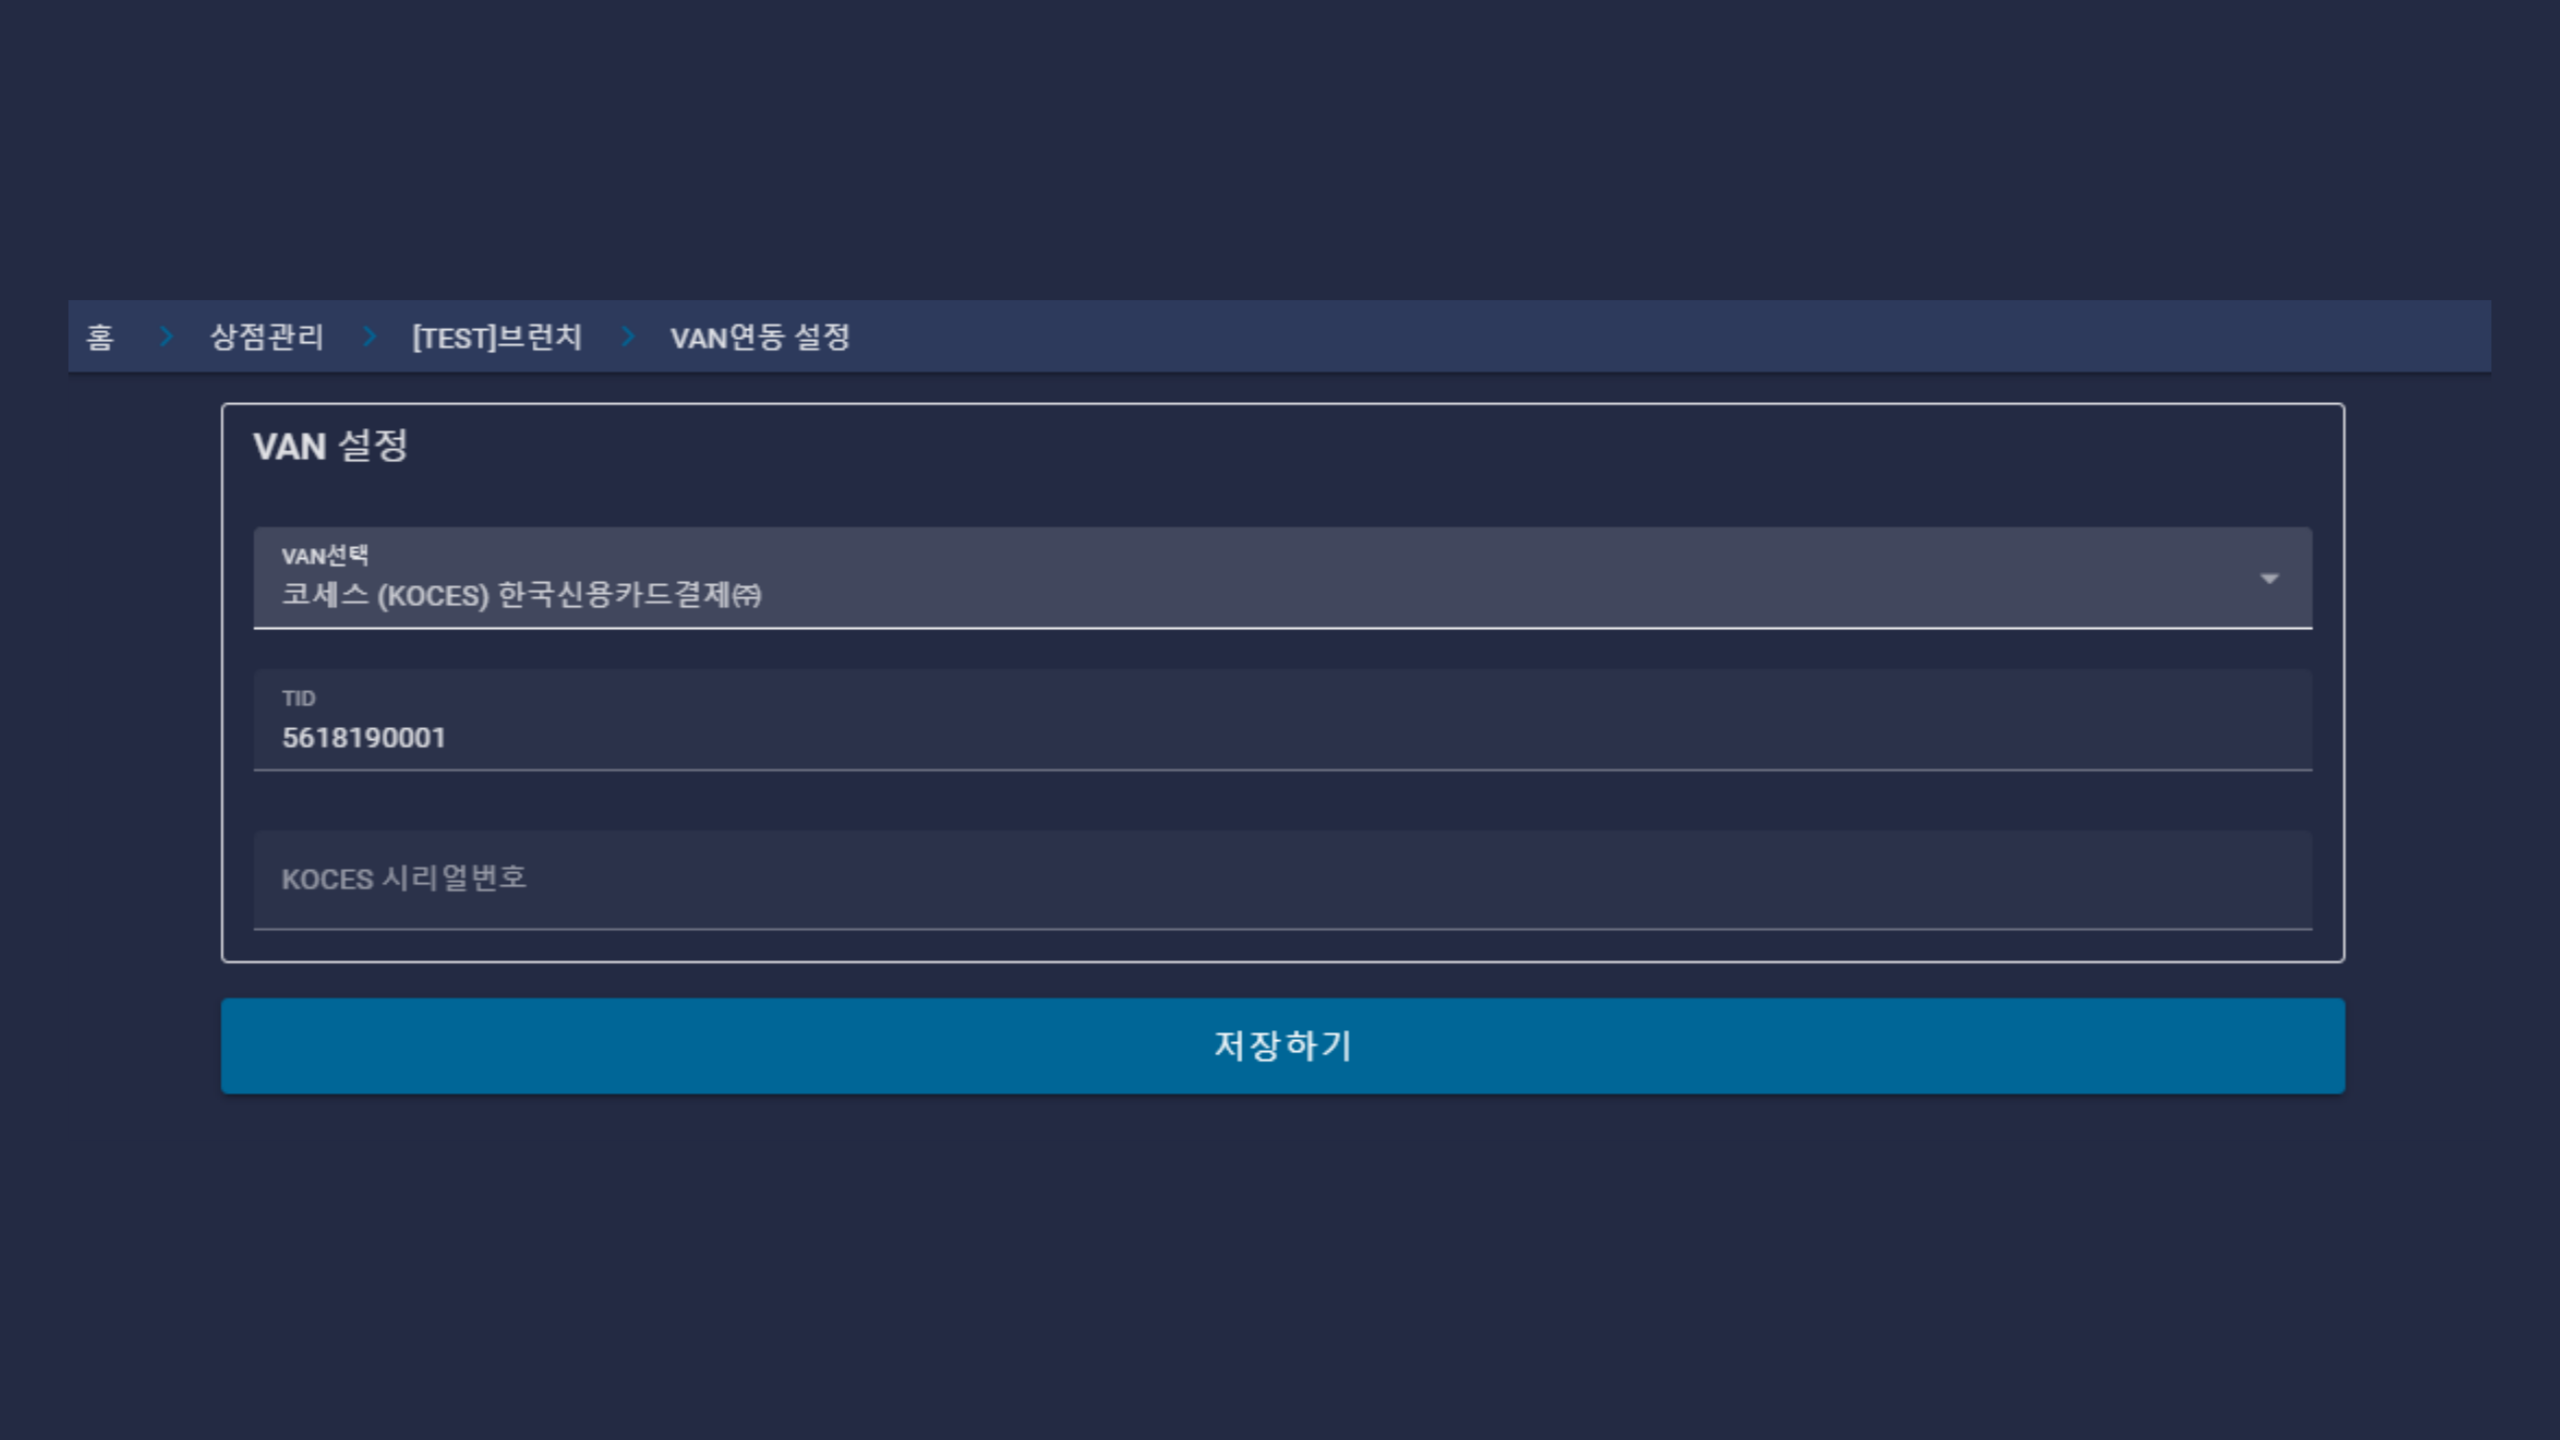 홈 > 상점관리 > [TEST]브런치 > VAN연동 설정
VAN 설정
VAN선택
코세스 (KOCES) 한국신용카드결제㈜
TID
5618190001
KOCES 시리얼번호
저장하기